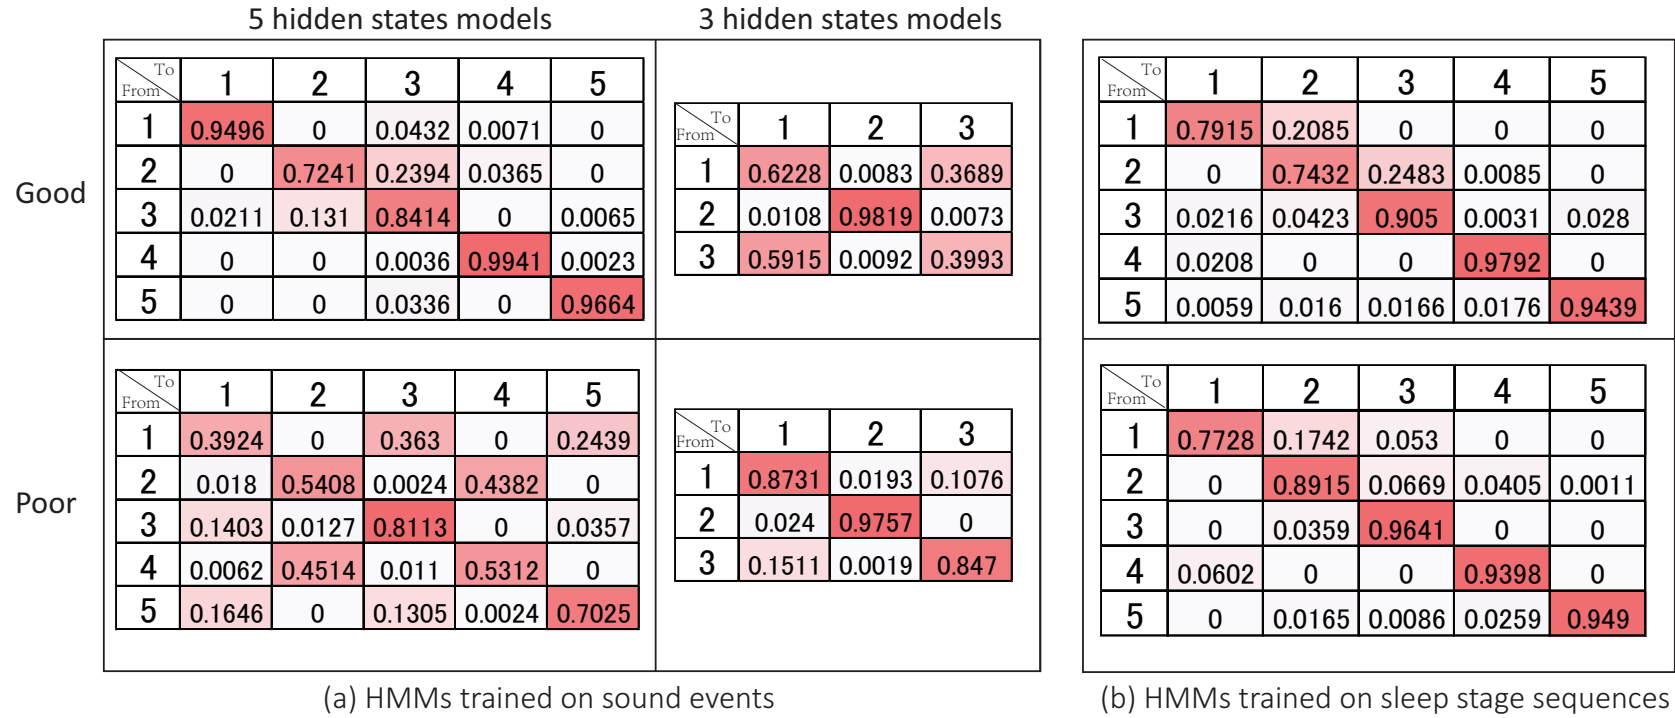 5 hidden states models
3 hidden states models
To
From
1 2 3 4 5
1 0.9496 0 0.0432 0.0071 0
2 0 0.7241 0.2394 0.0365 0
3 0.0211 0.131 0.8414 0 0.0065
4 0 0 0.0036 0.9941 0.0023
5 0 0 0.0336 0 0.9664
To
From
1 2 3
1 0.6228 0.0083 0.3689
2 0.0108 0.9819 0.0073
3 0.5915 0.0092 0.3993
To
From
1 2 3 4 5
1 0.7915 0.2085 0 0 0
2 0 0.7432 0.2483 0.0085 0
3 0.0216 0.0423 0.905 0.0031 0.028
4 0.0208 0 0 0.9792 0
5 0.0059 0.016 0.0166 0.0176 0.9439
Good
To
From
1 2 3 4 5
1 0.3924 0 0.363 0 0.2439
2 0.018 0.5408 0.0024 0.4382 0
3 0.1403 0.0127 0.8113 0 0.0357
4 0.0062 0.4514 0.011 0.5312 0
5 0.1646 0 0.1305 0.0024 0.7025
To
From
1 2 3
1 0.8731 0.0193 0.1076
2 0.024 0.9757 0
3 0.1511 0.0019 0.847
To
From
1 2 3 4 5
1 0.7728 0.1742 0.053 0 0
2 0 0.8915 0.0669 0.0405 0.0011
3 0 0.0359 0.9641 0 0
4 0.0602 0 0 0.9398 0
5 0 0.0165 0.0086 0.0259 0.949
Poor
(a) HMMs trained on sound events
(b) HMMs trained on sleep stage sequences